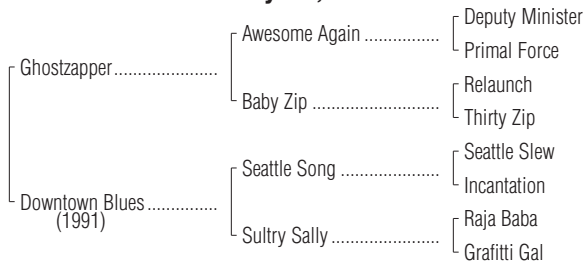 Deputy Minister
Awesome Again ................
Primal Force
Ghostzapper......................
Relaunch
Baby Zip ...........................
Thirty Zip
Seattle Slew
Seattle Song .....................
Incantation
Downtown Blues...............
(1991)
Raja Baba
Sultry Sally.......................
Grafitti Gal